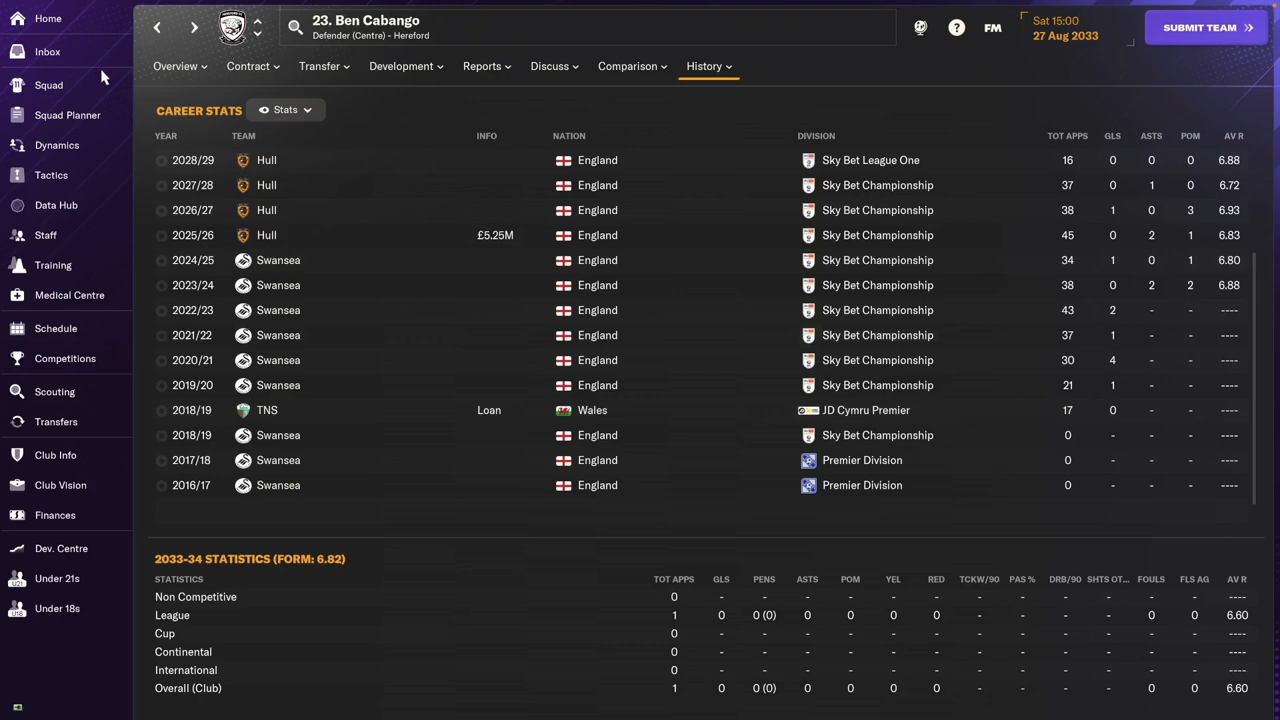 Home
Inbox
Squad
Squad Planner
Dynamics
Tactics
Data Hub
Staff
Training
Medical Centre
Schedule
Competitions
Scouting
Transfers
Club Info
Club Vision
Finances
Dev. Centre
Under 21s
Under 18s
23. Ben Cabango
Defender (Centre) - Hereford
FM
Sat 15:00
27 Aug 2033
SUBMIT TEAM
Overview Contract Transfer Development Reports Discuss Comparison History
CAREER STATS Stats
YEAR TEAM INFO NATION DIVISION TOT APPS GLS ASTS POM AV R
2028/29 Hull England Sky Bet League One 16 0 0 0 6.88
2027/28 Hull England Sky Bet Championship 37 0 1 0 6.72
2026/27 Hull England Sky Bet Championship 38 1 0 3 6.93
2025/26 Hull £5.25M England Sky Bet Championship 45 0 2 1 6.83
2024/25 Swansea England Sky Bet Championship 34 1 0 1 6.80
2023/24 Swansea England Sky Bet Championship 38 0 2 2 6.88
2022/23 Swansea England Sky Bet Championship 43 2 - - ----
2021/22 Swansea England Sky Bet Championship 37 1 - - ----
2020/21 Swansea England Sky Bet Championship 30 4 - - ----
2019/20 Swansea England Sky Bet Championship 21 1 - - ----
2018/19 TNS Loan Wales JD Cymru Premier 17 0 - - ----
2018/19 Swansea England Sky Bet Championship 0 - - - ----
2017/18 Swansea England Premier Division 0 - - - ----
2016/17 Swansea England Premier Division 0 - - - ----
2033-34 STATISTICS (FORM: 6.82)
STATISTICS TOT APPS GLS PENS ASTS POM YEL RED TCKW/90 PAS % DRB/90 SHTS OT... FOULS FLS AG AV R
Non Competitive 0 - - - - - - - - - - - - ----
League 1 0 0 (0) 0 0 0 0 - - - - 0 0 6.60
Cup 0 - - - - - - - - - - - - ----
Continental 0 - - - - - - - - - - - - ----
International 0 - - - - - - - - - - - - ----
Overall (Club) 1 0 0 (0) 0 0 0 0 - - - - 0 0 6.60